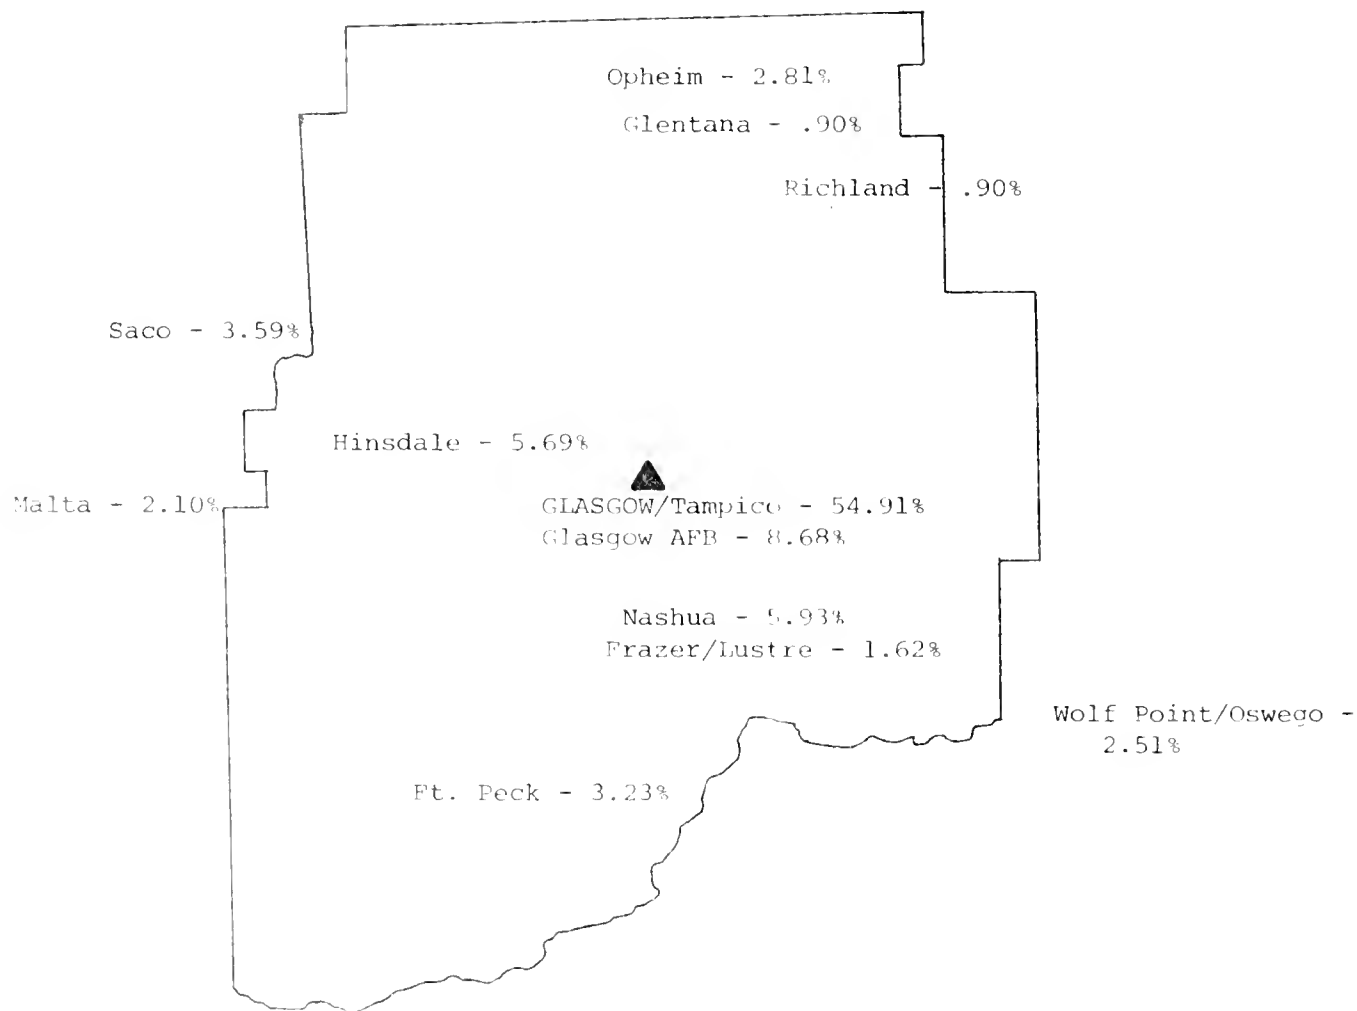 Opheim - 2.81%
Glentana - .90%
Richland - .90%
Saco - 3.59%
Hinsdale - 5.69%
Malta - 2.10%
GLASGOW/Tampico - 54.91%
Glasgow AFB - 8.68%
Nashua - 5.93%
Frazer/Lustre - 1.62%
Wolf Point/Oswego -
2.51%
Ft. Peck - 3.23%